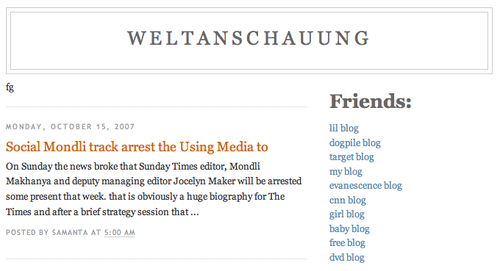 WELTANSCHAUUNG
fg
MONDAY, OCTOBER 15, 2007
Social Mondli track arrest the Using Media to
On Sunday the news broke that Sunday Times editor, Mondli
Makhanya and deputy managing editor Jocelyn Maker will be arrested
some present that week. that is obviously a huge biography for The
Times and after a brief strategy session that ...
POSTED BY SAMANTA AT 5:00 AM
Friends:
lil blog
dogpile blog
target blog
my blog
evanescence blog
cnn blog
girl blog
baby blog
free blog
dvd blog